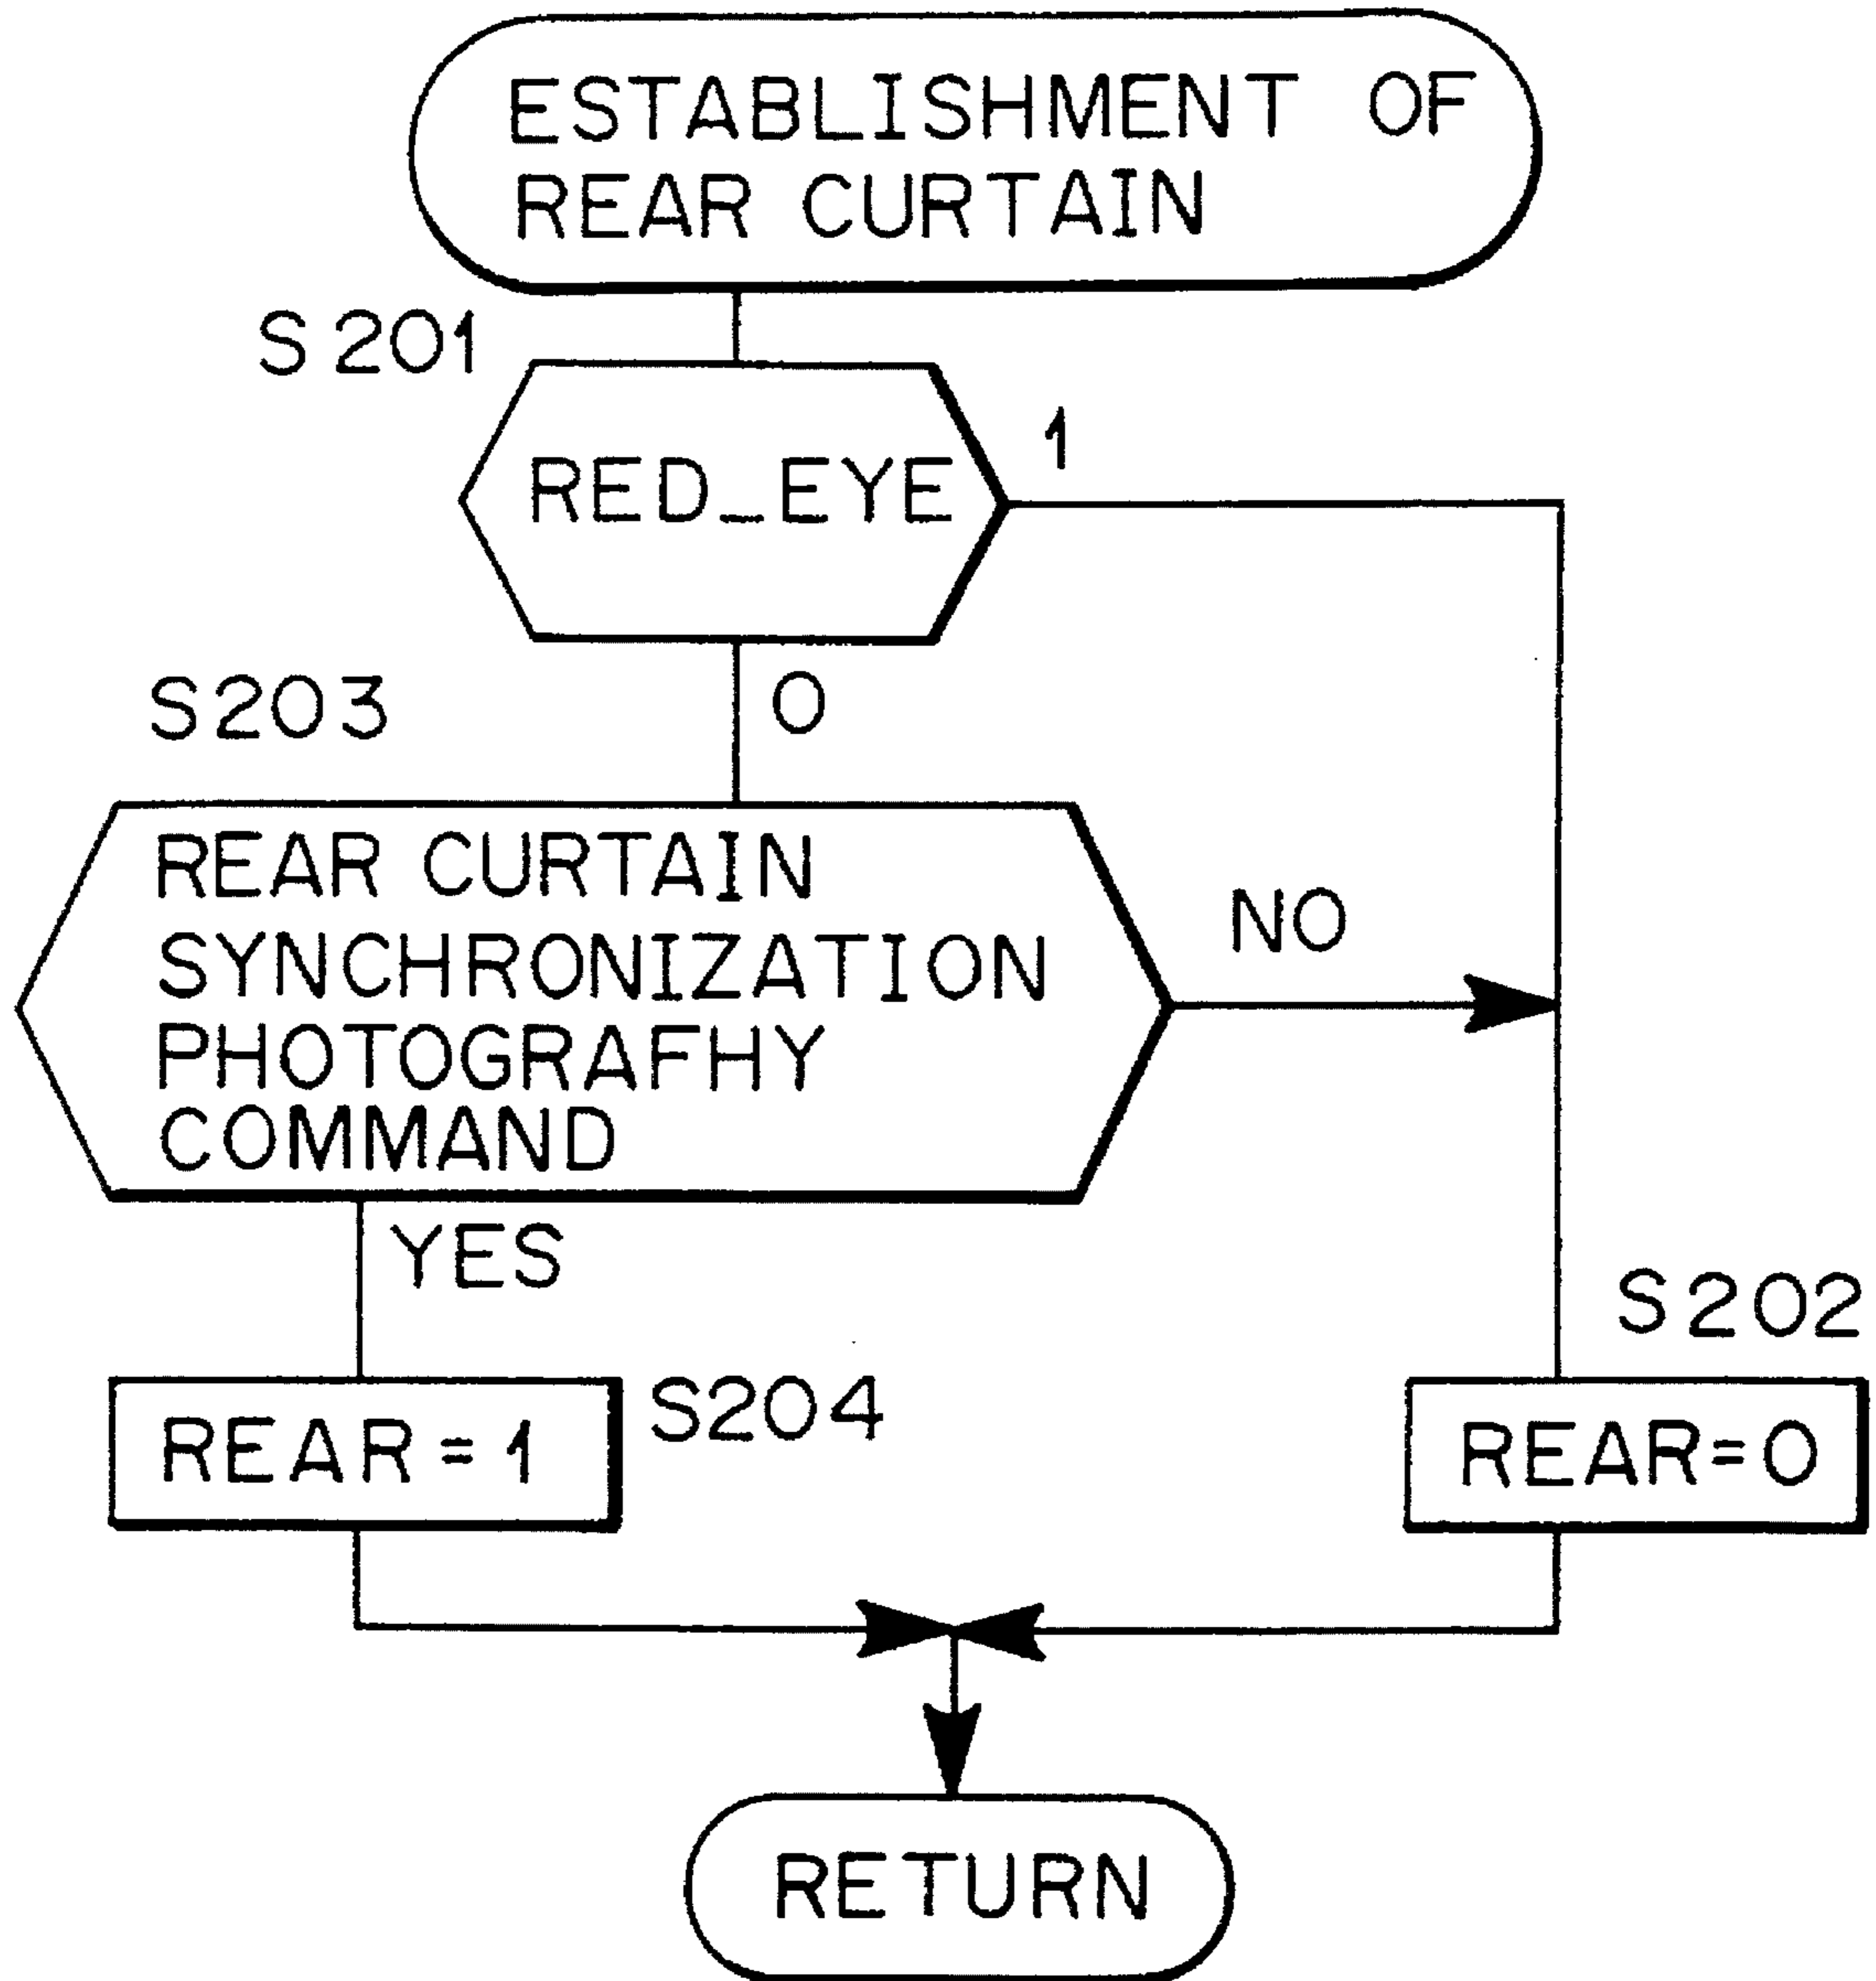 ESTABLISHMENT OF
REAR CURTAIN
S201
RED_EYE
1
0
S203
REAR CURTAIN
SYNCHRONIZATION
PHOTOGRAFHY
COMMAND
NO
YES
S202
REAR=1
S204
REAR=0
RETURN